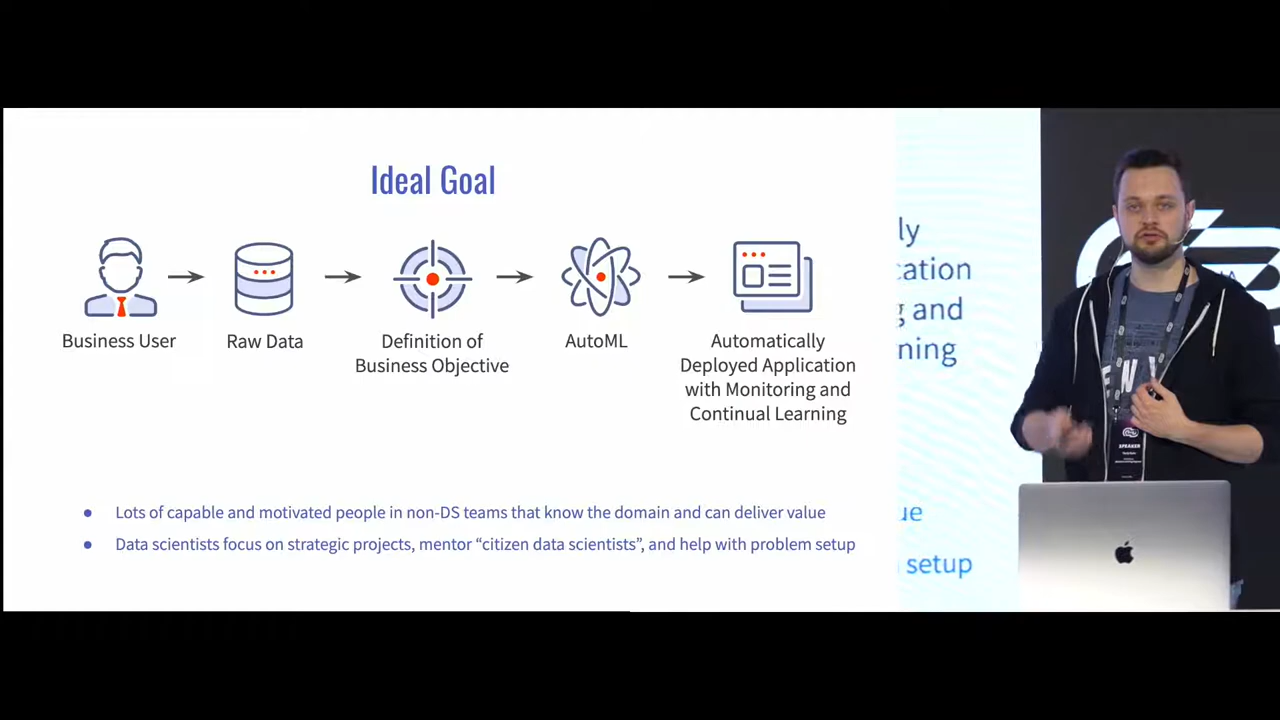 Ideal Goal
Business User
Raw Data
Definition of
Business Objective
AutoML
Automatically
Deployed Application
with Monitoring and
Continual Learning
Lots of capable and motivated people in non-DS teams that know the domain and can deliver value
Data scientists focus on strategic projects, mentor “citizen data scientists”, and help with problem setup
ly
cation
g and
rning
ue
setup
SPEAKER